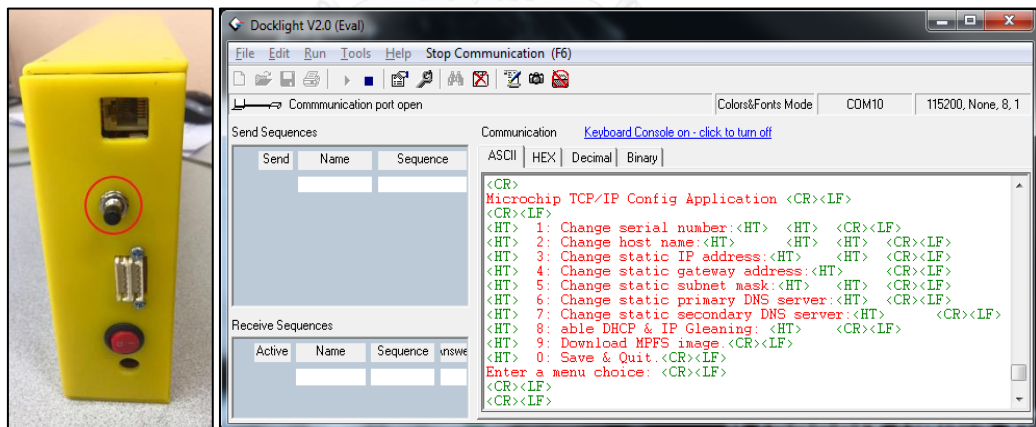 Docklight V2.0 (Eval)
File Edit Run Tools Help Stop Communication (F6)
Commmunication port open Colors&Fonts Mode COM10 115200, None, 8, 1
Send Sequences
Send Name Sequence
Communication Keyboard Console on - click to turn off
ASCII HEX Decimal Binary
<CR>
Microchip TCP/IP Config Application <CR><LF>
<CR><LF>
<HT> 1: Change serial number:<HT> <HT> <CR><LF>
<HT> 2: Change host name:<HT> <HT> <HT> <CR><LF>
<HT> 3: Change static IP address:<HT> <HT> <CR><LF>
<HT> 4: Change static gateway address:<HT> <CR><LF>
<HT> 5: Change static subnet mask:<HT> <HT> <CR><LF>
<HT> 6: Change static primary DNS server:<HT> <CR><LF>
<HT> 7: Change static secondary DNS server:<HT> <CR><LF>
<HT> 8: able DHCP & IP Gleaning: <HT> <CR><LF>
<HT> 9: Download MPFS image.<CR><LF>
<HT> 0: Save & Quit.<CR><LF>
Enter a menu choice: <CR><LF>
<CR><LF>
<CR><LF>
Receive Sequences
Active Name Sequence